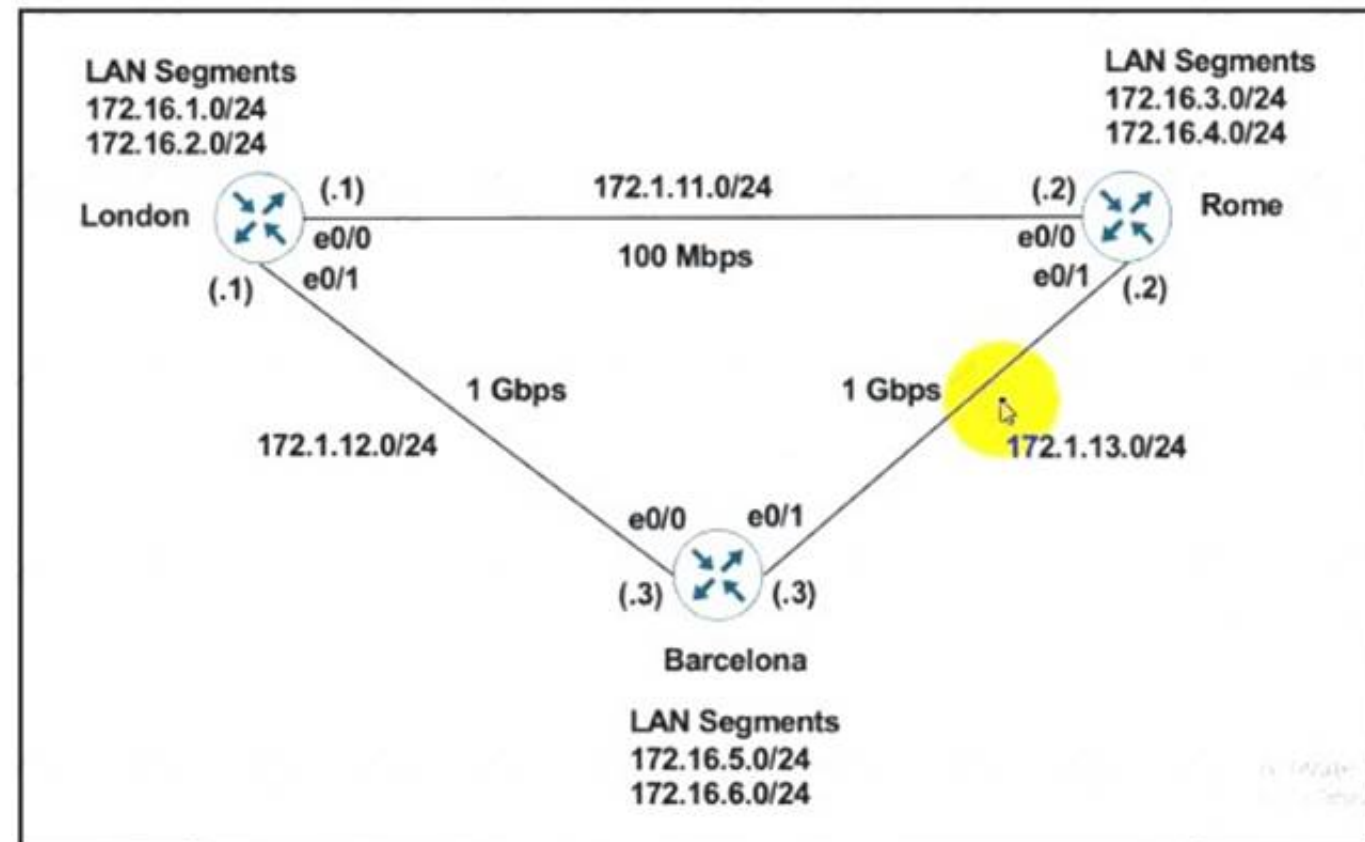 LAN Segments
172.16.1.0/24
172.16.2.0/24
LAN Segments
172.16.3.0/24
172.16.4.0/24
London
(.1)
172.1.11.0/24
(.2)
Rome
e0/0
100 Mbps
e0/0
(.1)
e0/1
e0/1
(.2)
1 Gbps
1 Gbps
172.1.12.0/24
172.1.13.0/24
e0/0
e0/1
(.3)
(.3)
Barcelona
LAN Segments
172.16.5.0/24
172.16.6.0/24